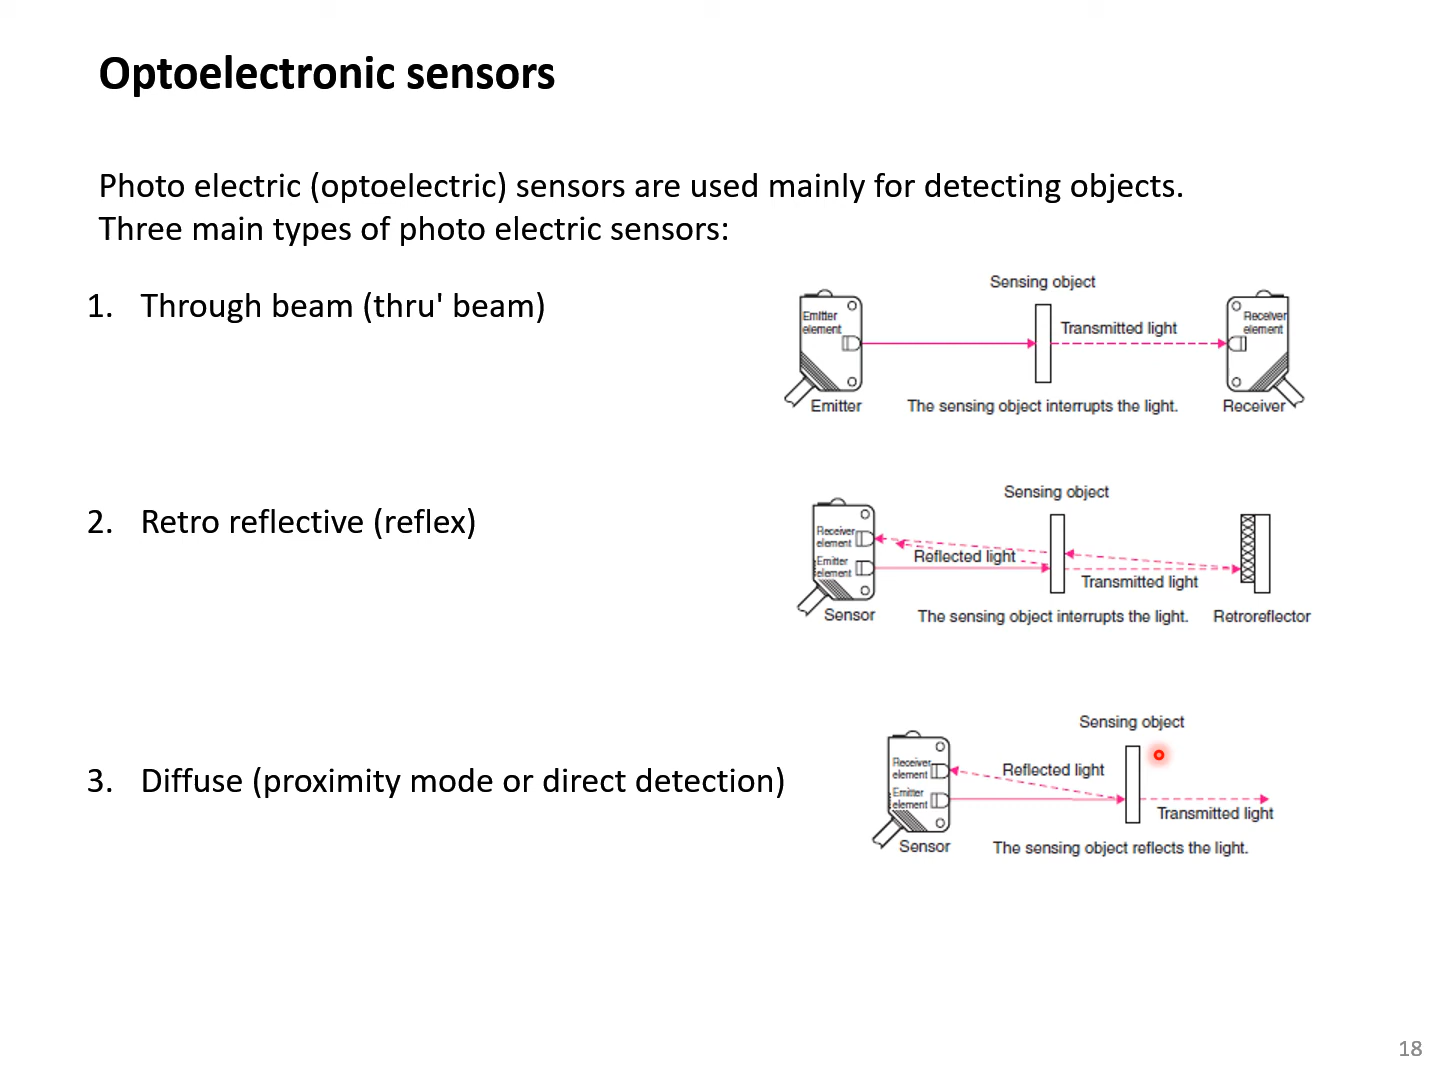 Optoelectronic sensors
Photo electric (optoelectric) sensors are used mainly for detecting objects.
Three main types of photo electric sensors:
1. Through beam (thru' beam)
Sensing object
Emitter
element
Transmitted light
Receiver
element
Emitter
The sensing object interrupts the light.
Receiver
2. Retro reflective (reflex)
Sensing object
Receiver
element
Reflected light
Emitter
element
Transmitted light
Sensor
The sensing object interrupts the light.
Retroreflector
3. Diffuse (proximity mode or direct detection)
Sensing object
Receiver
element
Reflected light
Emitter
element
Transmitted light
Sensor
The sensing object reflects the light.
18